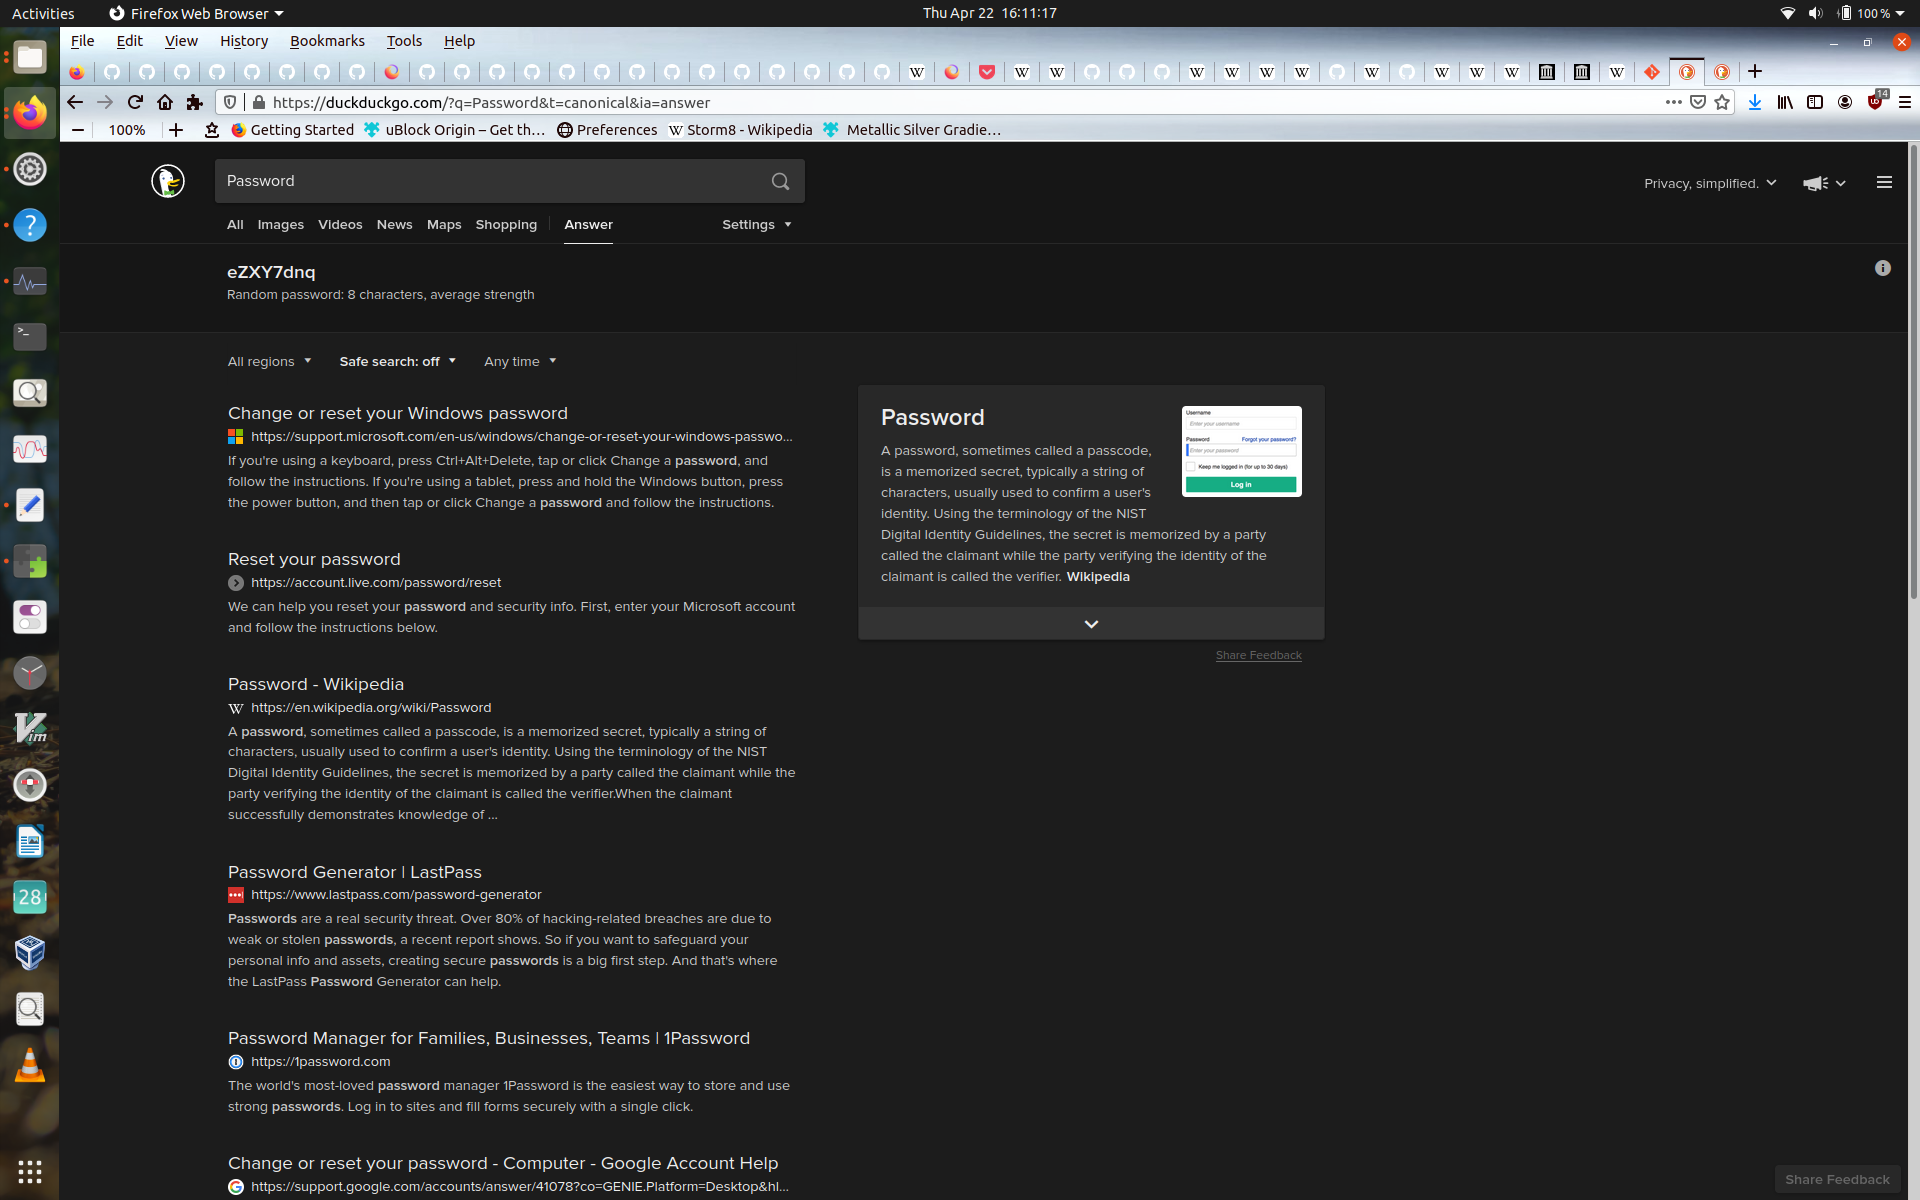 Activities
Firefox Web Browser
Thu Apr 22 16:11:17
100 %
File Edit View History Bookmarks Tools Help
https://duckduckgo.com/?q=Password&t=canonical&ia=answer
14
100%
Getting Started
uBlock Origin – Get th…
Preferences
Storm8 - Wikipedia
Metallic Silver Gradie…
Password
Privacy, simplified.
All Images Videos News Maps Shopping Answer Settings
eZXY7dnq
Random password: 8 characters, average strength
All regions Safe search: off Any time
Change or reset your Windows password
https://support.microsoft.com/en-us/windows/change-or-reset-your-windows-passwo...
If you're using a keyboard, press Ctrl+Alt+Delete, tap or click Change a password, and
follow the instructions. If you're using a tablet, press and hold the Windows button, press
the power button, and then tap or click Change a password and follow the instructions.
Reset your password
https://account.live.com/password/reset
We can help you reset your password and security info. First, enter your Microsoft account
and follow the instructions below.
Password - Wikipedia
https://en.wikipedia.org/wiki/Password
A password, sometimes called a passcode, is a memorized secret, typically a string of
characters, usually used to confirm a user's identity. Using the terminology of the NIST
Digital Identity Guidelines, the secret is memorized by a party called the claimant while the
party verifying the identity of the claimant is called the verifier.When the claimant
successfully demonstrates knowledge of ...
Password Generator | LastPass
https://www.lastpass.com/password-generator
Passwords are a real security threat. Over 80% of hacking-related breaches are due to
weak or stolen passwords, a recent report shows. So if you want to safeguard your
personal info and assets, creating secure passwords is a big first step. And that's where
the LastPass Password Generator can help.
Password Manager for Families, Businesses, Teams | 1Password
https://1password.com
The world's most-loved password manager 1Password is the easiest way to store and use
strong passwords. Log in to sites and fill forms securely with a single click.
Change or reset your password - Computer - Google Account Help
https://support.google.com/accounts/answer/41078?co=GENIE.Platform=Desktop&hl...
Password
A password, sometimes called a passcode,
is a memorized secret, typically a string of
characters, usually used to confirm a user's
identity. Using the terminology of the NIST
Digital Identity Guidelines, the secret is memorized by a party
called the claimant while the party verifying the identity of the
claimant is called the verifier. Wikipedia
Username
Enter your username
Password Forgot your password?
Enter your password
Keep me logged in (for up to 30 days)
Log in
Share Feedback
Share Feedback
28
Vim